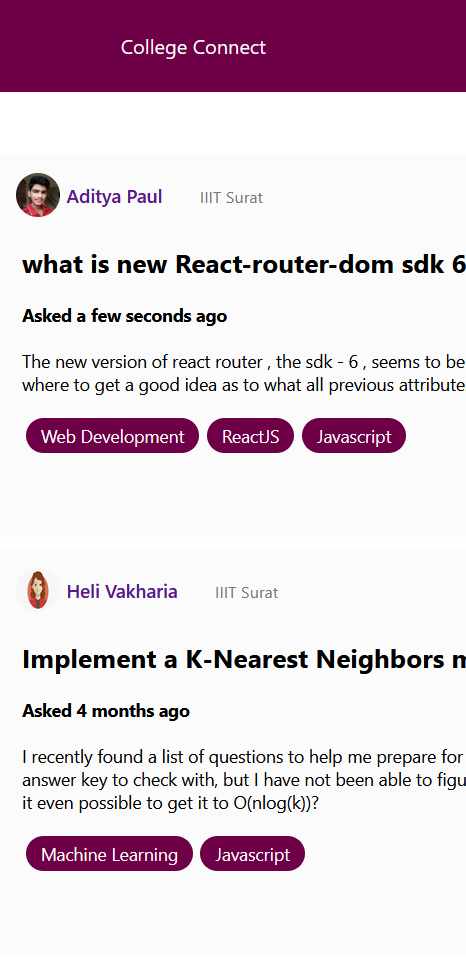 College Connect
Aditya Paul IIIT Surat
what is new React-router-dom sdk 6
Asked a few seconds ago
The new version of react router , the sdk - 6 , seems to be
where to get a good idea as to what all previous attribute
Web Development ReactJS Javascript
Heli Vakharia IIIT Surat
Implement a K-Nearest Neighbors
Asked 4 months ago
I recently found a list of questions to help me prepare for
answer key to check with, but I have not been able to figu
it even possible to get it to O(nlog(k))?
Machine Learning Javascript